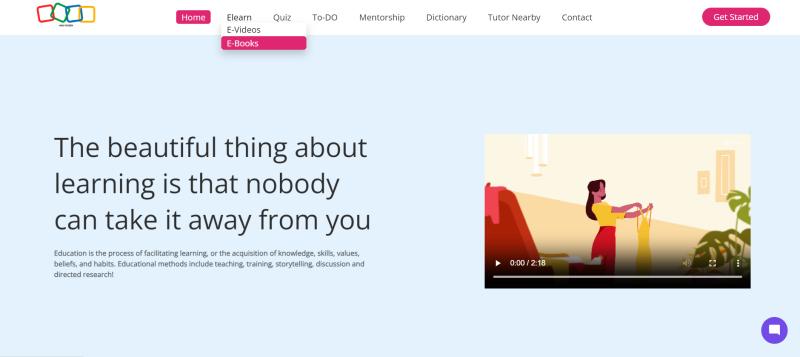 Home Elearn Quiz To-DO Mentorship Dictionary Tutor Nearby Contact Get Started
E-Videos
E-Books
The beautiful thing about
learning is that nobody
can take it away from you
Education is the process of facilitating learning, or the acquisition of knowledge, skills, values,
beliefs, and habits. Educational methods include teaching, training, storytelling, discussion and
directed research!
0:00 / 2:18